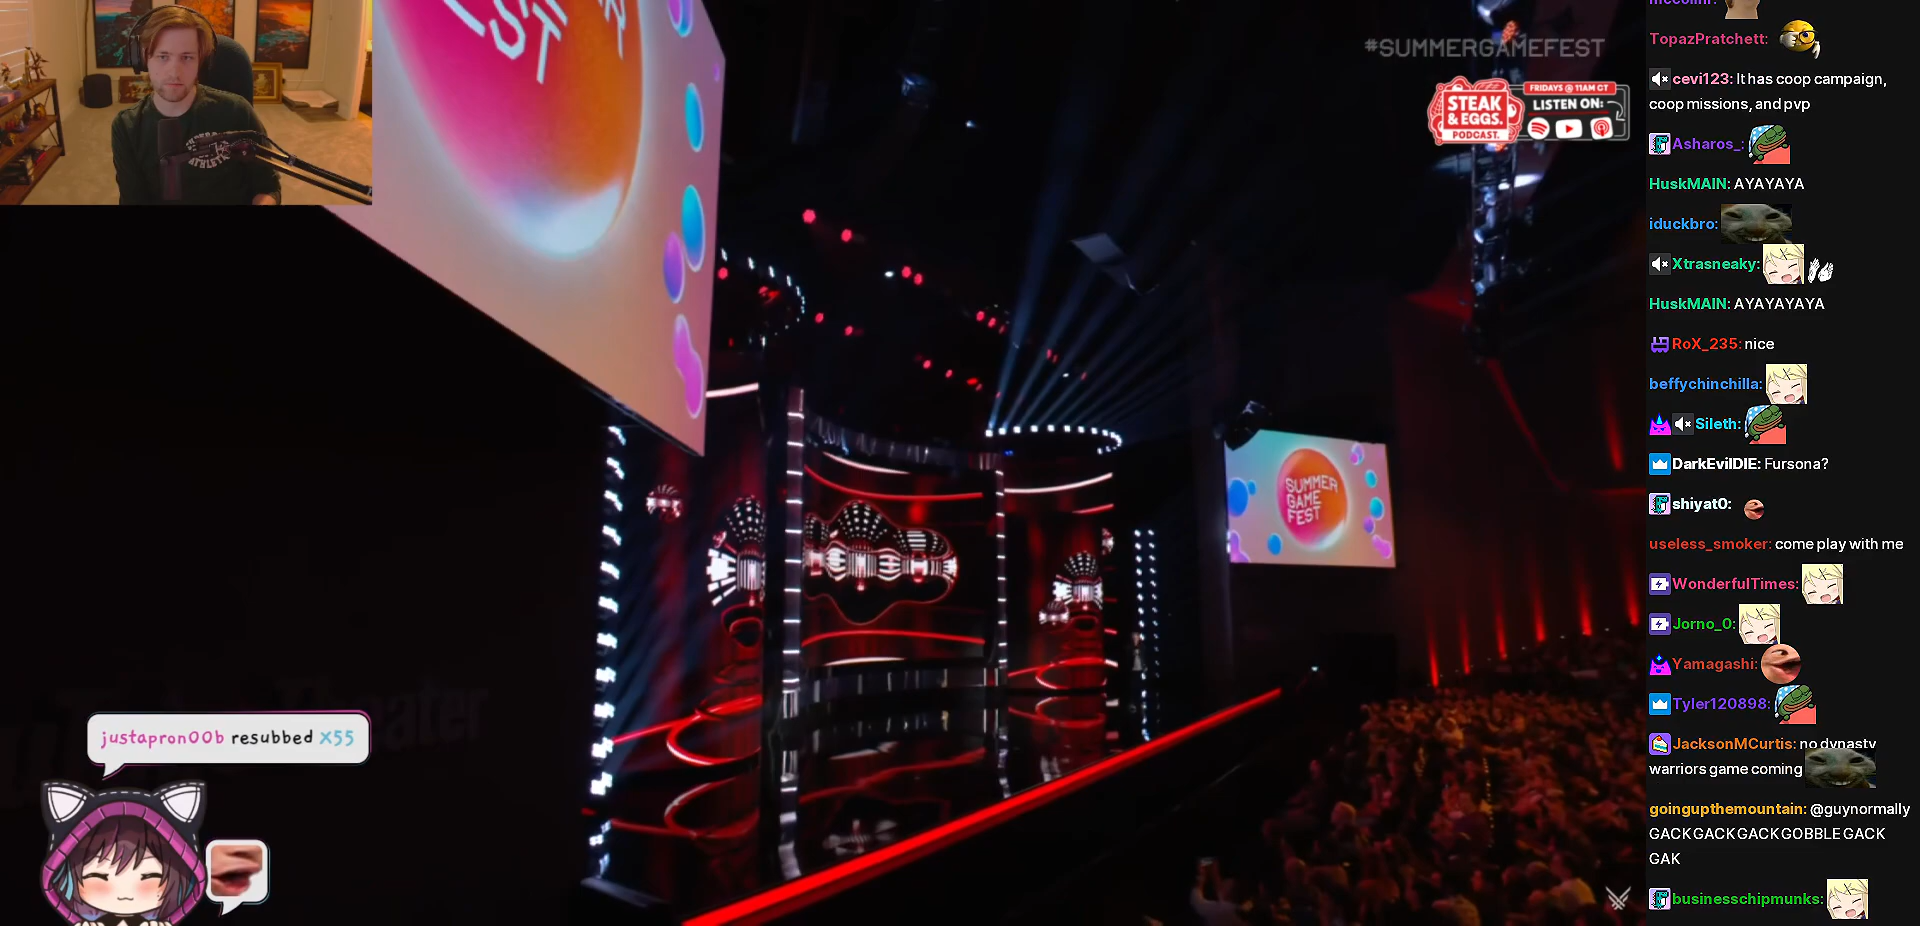 #SUMMERGAMEFEST
STEAK
& EGGS.
PODCAST.
FRIDAYS @ 11AM CT
LISTEN ON:
SUMMER
GAME
FEST
justapron00b resubbed X55
TopazPratchett:
cevi123: It has coop campaign,
coop missions, and pvp
Asharos_:
HuskMAIN: AYAYAYA
iduckbro:
Xtrasneaky:
HuskMAIN: AYAYAYAYA
RoX_235: nice
beffychinchilla:
Sileth:
DarkEvilDIE: Fursona?
shiyat0:
useless_smoker: come play with me
WonderfulTimes:
Jorno_0:
Yamagashi:
Tyler120898:
JacksonMCurtis: no dynasty
warriors game coming
goingupthemountain: @guynormally
GACK GACK GACK GOBBLE GACK
GAK
businesschipmunks: